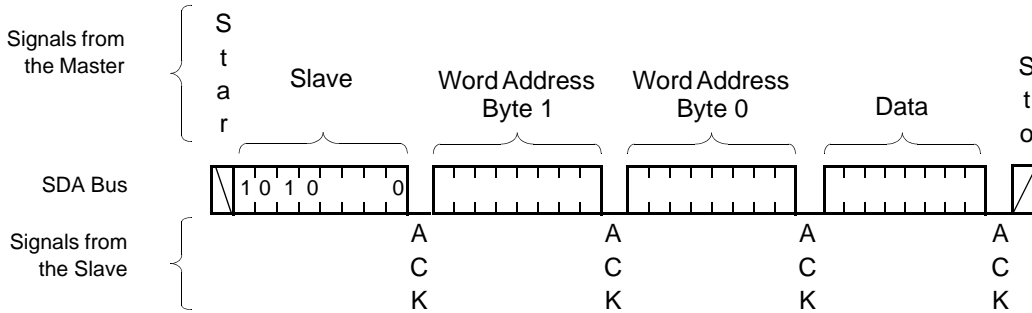 Signals from
the Master
S
t
a
r
Slave
Word Address
Byte 1
Word Address
Byte 0
Data
S
t
o
SDA Bus
1 0 1 0 0
Signals from
the Slave
A
C
K
A
C
K
A
C
K
A
C
K